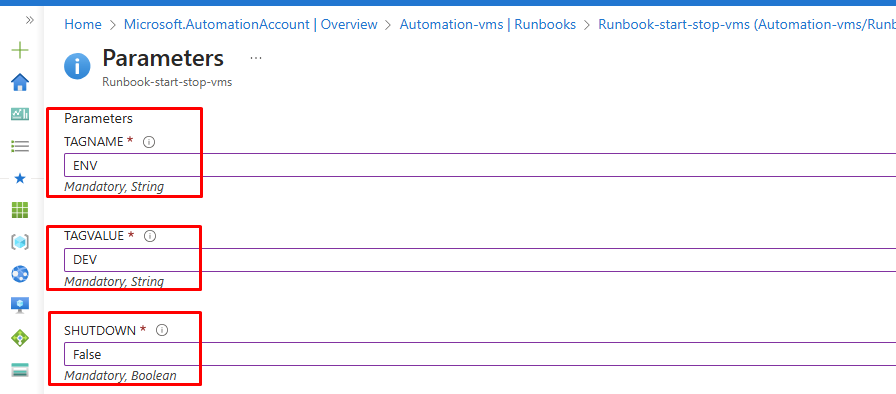 Home > Microsoft.AutomationAccount | Overview > Automation-vms | Runbooks > Runbook-start-stop-vms (Automation-vms/Runb
Parameters ...
Runbook-start-stop-vms
Parameters
TAGNAME *
ENV
Mandatory, String
TAGVALUE *
DEV
Mandatory, String
SHUTDOWN *
False
Mandatory, Boolean